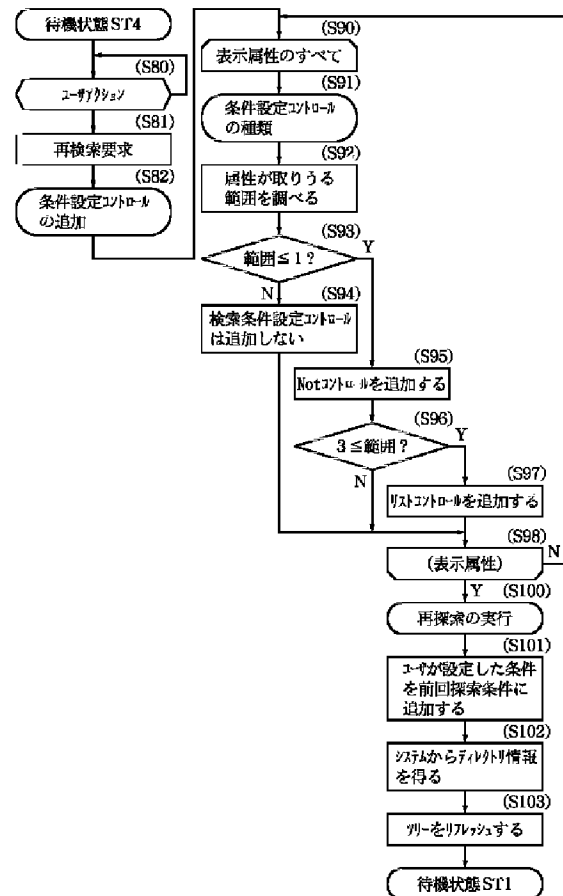 待機状態ST4
(S80)
ユーザアクション
(S81)
再検索要求
(S82)
条件設定コントロール
の追加
(S90)
表示属性のすべて
(S91)
条件設定コントロール
の種類
(S92)
属性が取りうる
範囲を調べる
(S93)
範囲≦1?
Y
N
(S94)
検索条件設定コントロール
は追加しない
(S95)
Notコントロールを追加する
(S96)
3≦範囲?
Y
N
(S97)
リストコントロールを追加する
(S98)
(表示属性)
N
Y
(S100)
再探索の実行
(S101)
ユーザが設定した条件
を前回探索条件に
追加する
(S102)
システムからディレクトリ情報
を得る
(S103)
ツリーをリフレッシュする
待機状態ST1